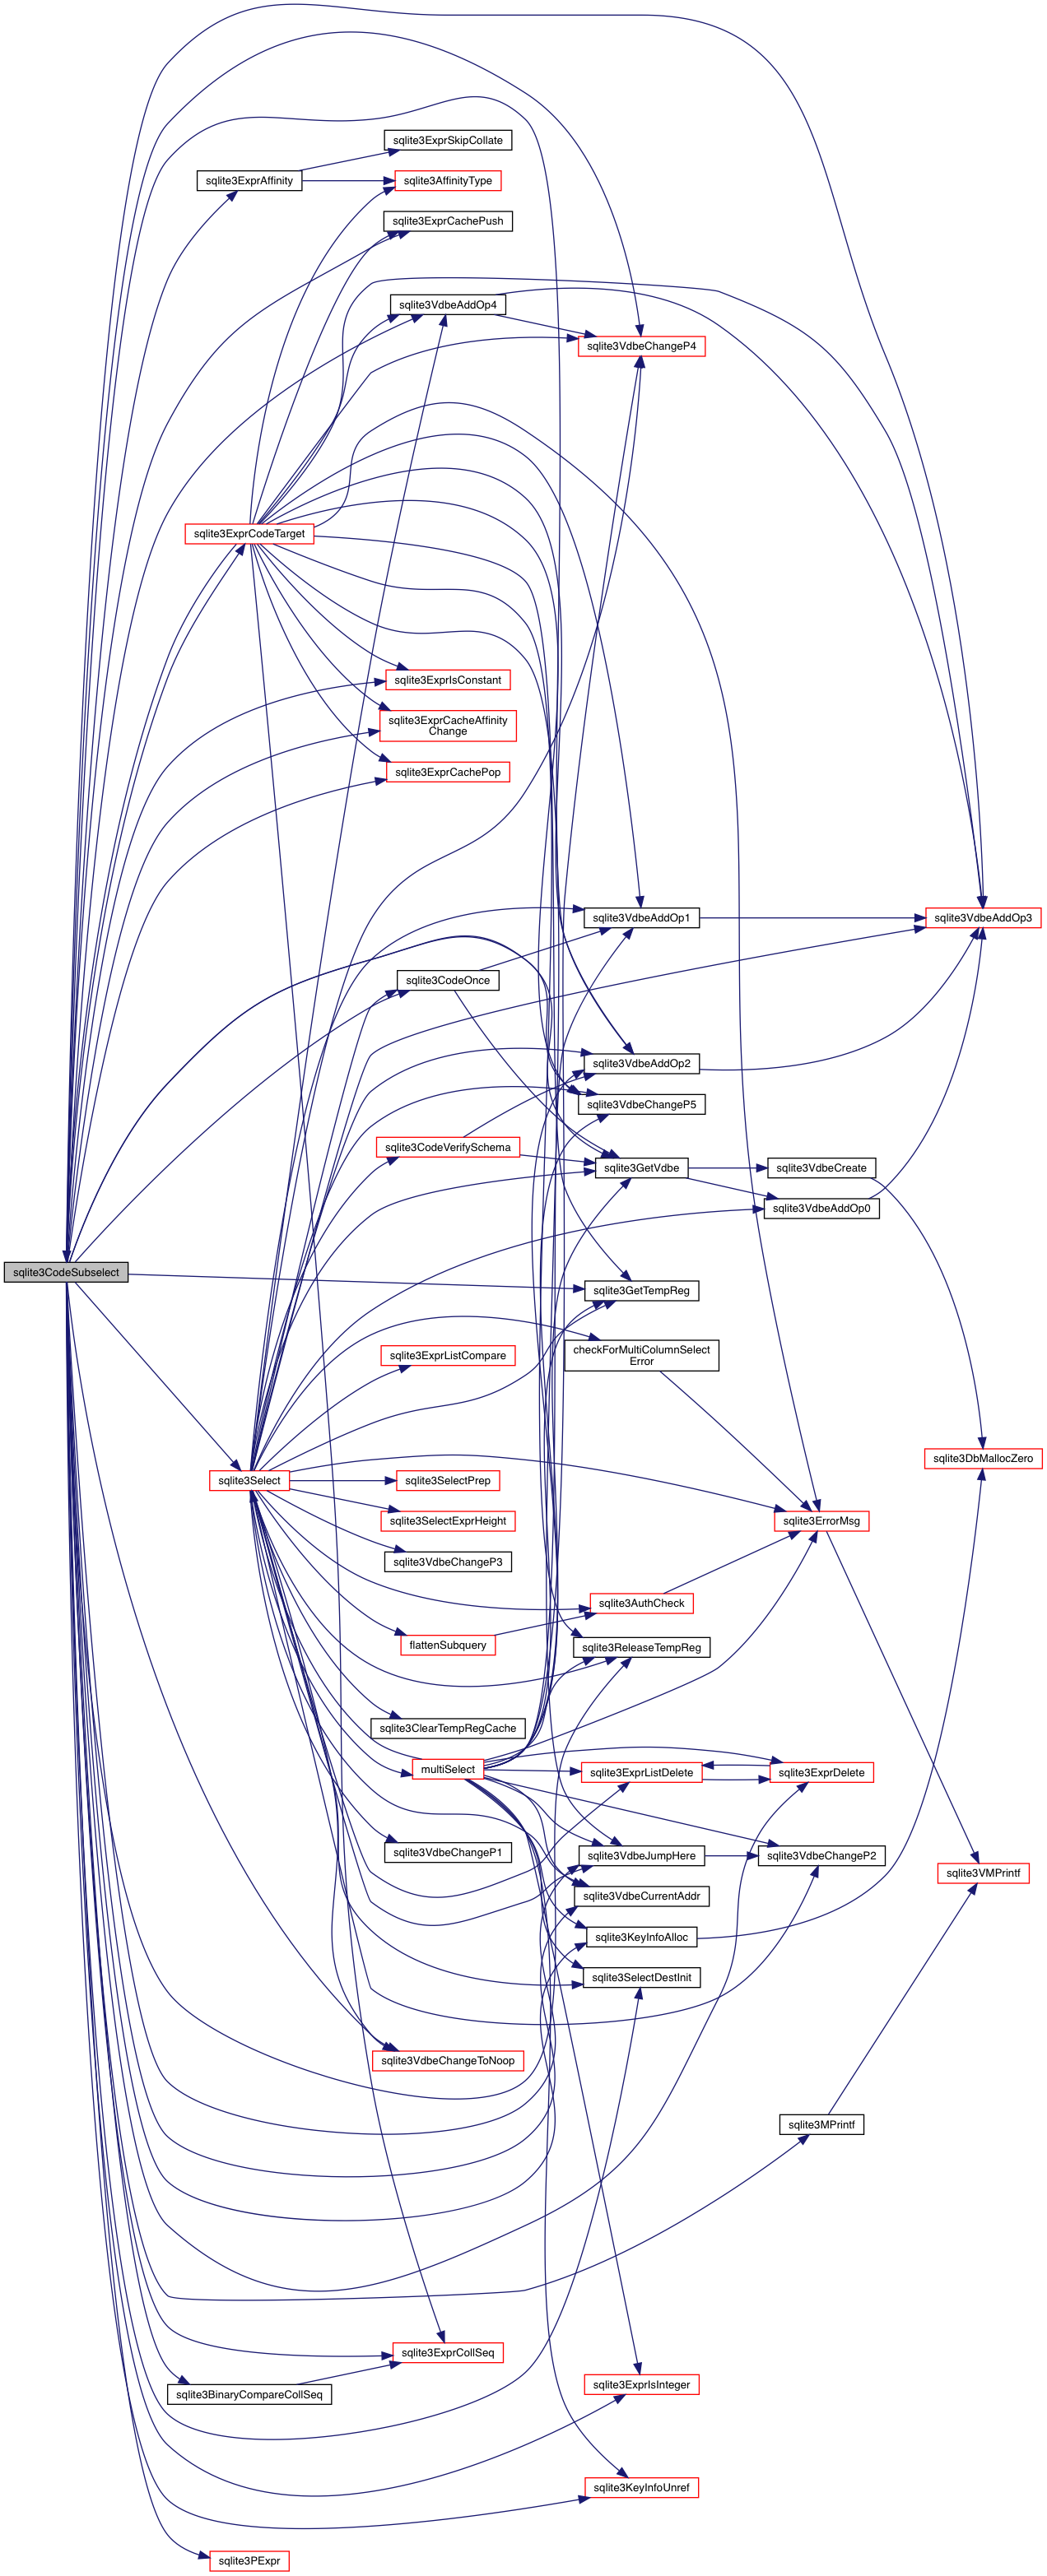 sqlite3ExprSkipCollate
sqlite3ExprAffinity
sqlite3AffinityType
sqlite3ExprCachePush
sqlite3VdbeAddOp4
sqlite3VdbeChangeP4
sqlite3ExprCodeTarget
sqlite3ExprIsConstant
sqlite3ExprCacheAffinity
Change
sqlite3ExprCachePop
sqlite3VdbeAddOp1
sqlite3VdbeAddOp3
sqlite3CodeOnce
sqlite3VdbeAddOp2
sqlite3VdbeChangeP5
sqlite3CodeVerifySchema
sqlite3GetVdbe
sqlite3VdbeCreate
sqlite3VdbeAddOp0
sqlite3CodeSubselect
sqlite3GetTempReg
checkForMultiColumnSelect
Error
sqlite3ExprListCompare
sqlite3DbMallocZero
sqlite3Select
sqlite3SelectPrep
sqlite3SelectExprHeight
sqlite3ErrorMsg
sqlite3VdbeChangeP3
sqlite3AuthCheck
flattenSubquery
sqlite3ReleaseTempReg
sqlite3ClearTempRegCache
multiSelect
sqlite3ExprListDelete
sqlite3ExprDelete
sqlite3VdbeChangeP1
sqlite3VdbeJumpHere
sqlite3VdbeChangeP2
sqlite3VMPrintf
sqlite3VdbeCurrentAddr
sqlite3KeyInfoAlloc
sqlite3SelectDestInit
sqlite3VdbeChangeToNoop
sqlite3MPrintf
sqlite3ExprCollSeq
sqlite3ExprIsInteger
sqlite3BinaryCompareCollSeq
sqlite3KeyInfoUnref
sqlite3PExpr